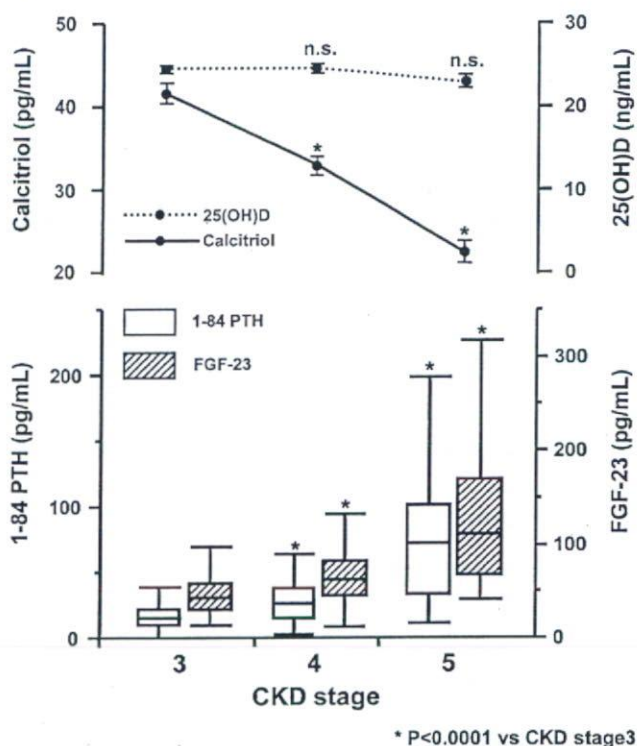 50
40
30
20
Calcitriol (pg/mL)
30
20
10
0
25(OH)D (ng/mL)
n.s.
n.s.
*
*
25(OH)D
Calcitriol
1-84 PTH
FGF-23
200
100
0
1-84 PTH (pg/mL)
300
200
100
0
FGF-23 (pg/mL)
*
*
*
*
3
4
5
CKD stage
* P<0.0001 vs CKD stage3